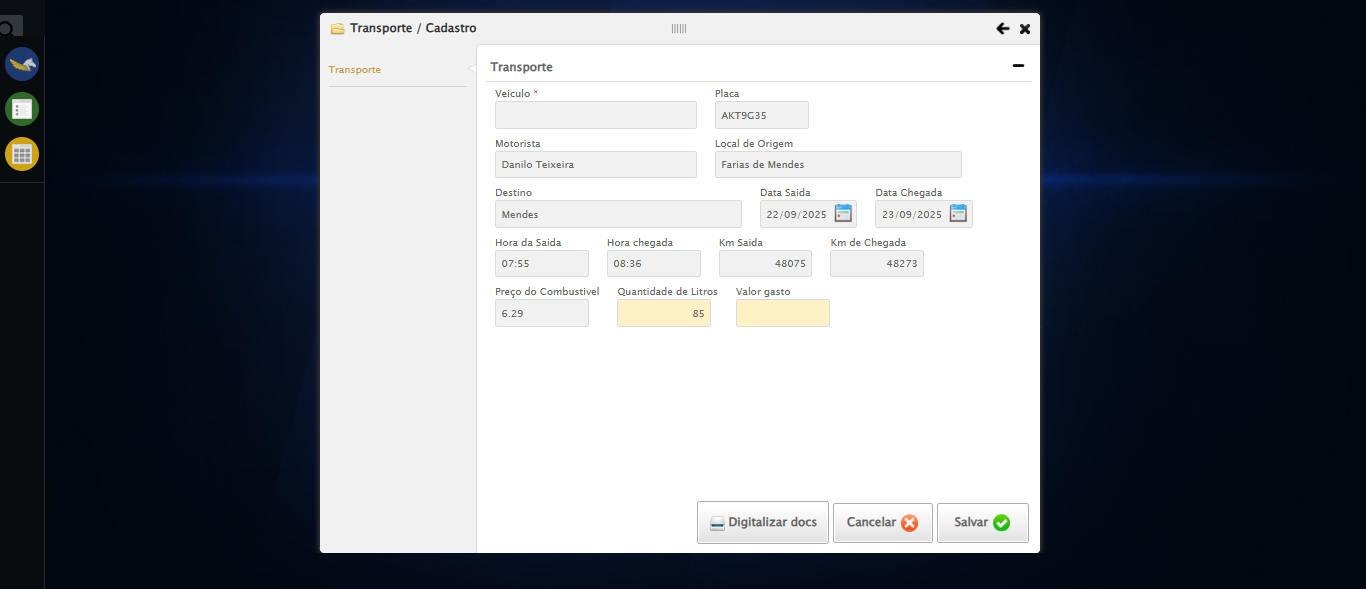 Transporte / Cadastro
Transporte
Transporte
Veiculo * Placa
AKT9G35
Motorista Local de Origem
Danilo Teixeira Farias de Mendes
Destino Data Saida Data Chegada
Mendes 22/09/2025 23/09/2025
Hora da Saida Hora chegada Km Saida Km de Chegada
07:55 08:36 48075 48273
Preço do Combustivel Quantidade de Litros Valor gasto
6.29 85
Digitalizar docs Cancelar Salvar